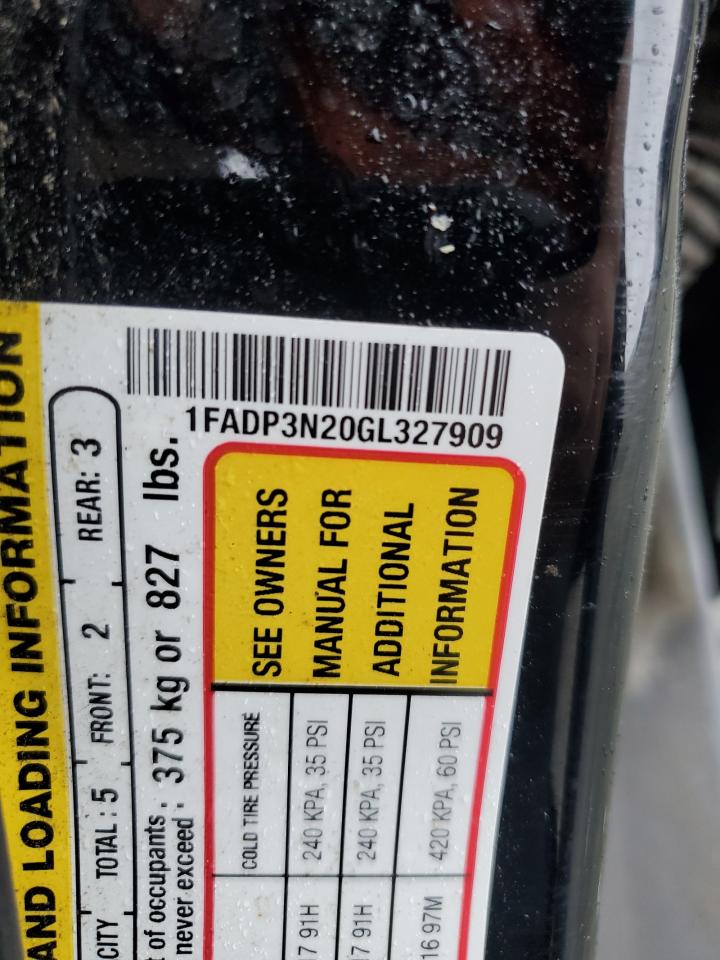 AND LOADING INFORMATION
CITY TOTAL: 5 FRONT: 2 REAR: 3
t of occupants :
never exceed : 375 kg or 827 lbs.
1FADP3N20GL327909
COLD TIRE PRESSURE
7 91H 240 KPA, 35 PSI
7 91H 240 KPA, 35 PSI
16 97M 420 KPA, 60 PSI
SEE OWNERS
MANUAL FOR
ADDITIONAL
INFORMATION